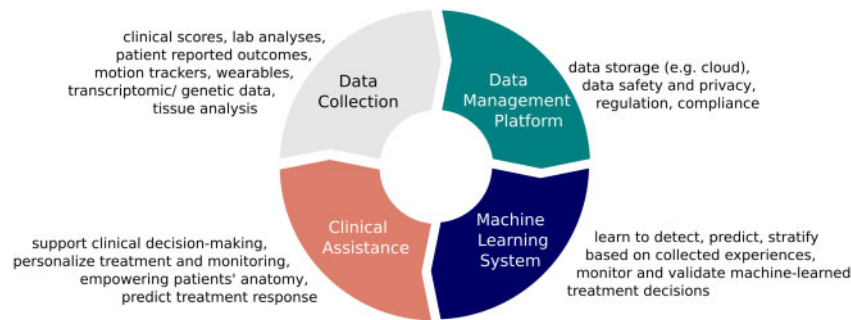 clinical scores, lab analyses,
patient reported outcomes,
motion trackers, wearables,
transcriptomic/ genetic data,
tissue analysis
Data
Collection
Data
Management
Platform
data storage (e.g. cloud),
data safety and privacy,
regulation, compliance
Clinical
Assistance
support clinical decision-making,
personalize treatment and monitoring,
empowering patients' anatomy,
predict treatment response
Machine
Learning
System
learn to detect, predict, stratify
based on collected experiences,
monitor and validate machine-learned
treatment decisions